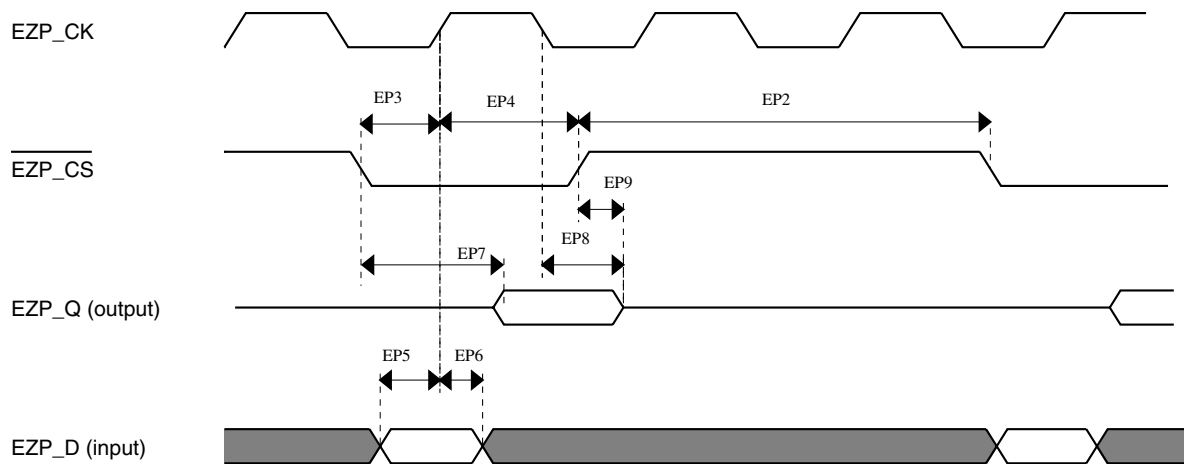 EZP_CK
EP3
EP4
EP2
EZP_CS
EP9
EP8
EP7
EZP_Q (output)
EP5
EP6
EZP_D (input)